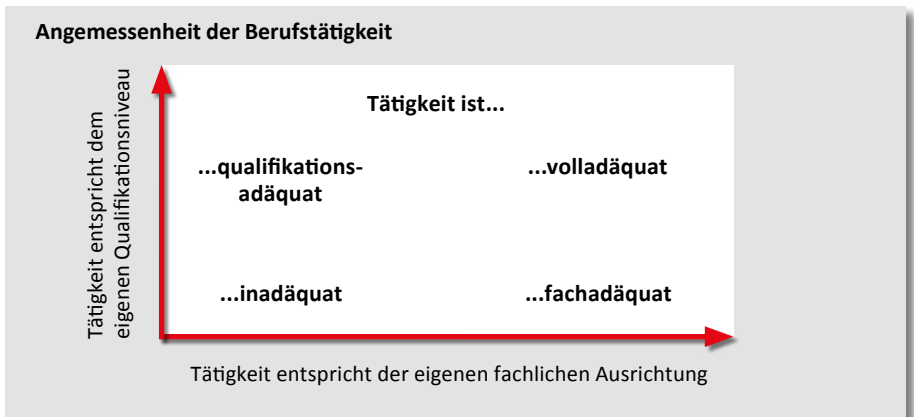 Angemessenheit der Berufstätigkeit
Tätigkeit entspricht dem
eigenen Qualifikationsniveau
Tätigkeit ist...
...qualifikations-
adäquat
...volladäquat
...inadäquat
...fachadäquat
Tätigkeit entspricht der eigenen fachlichen Ausrichtung